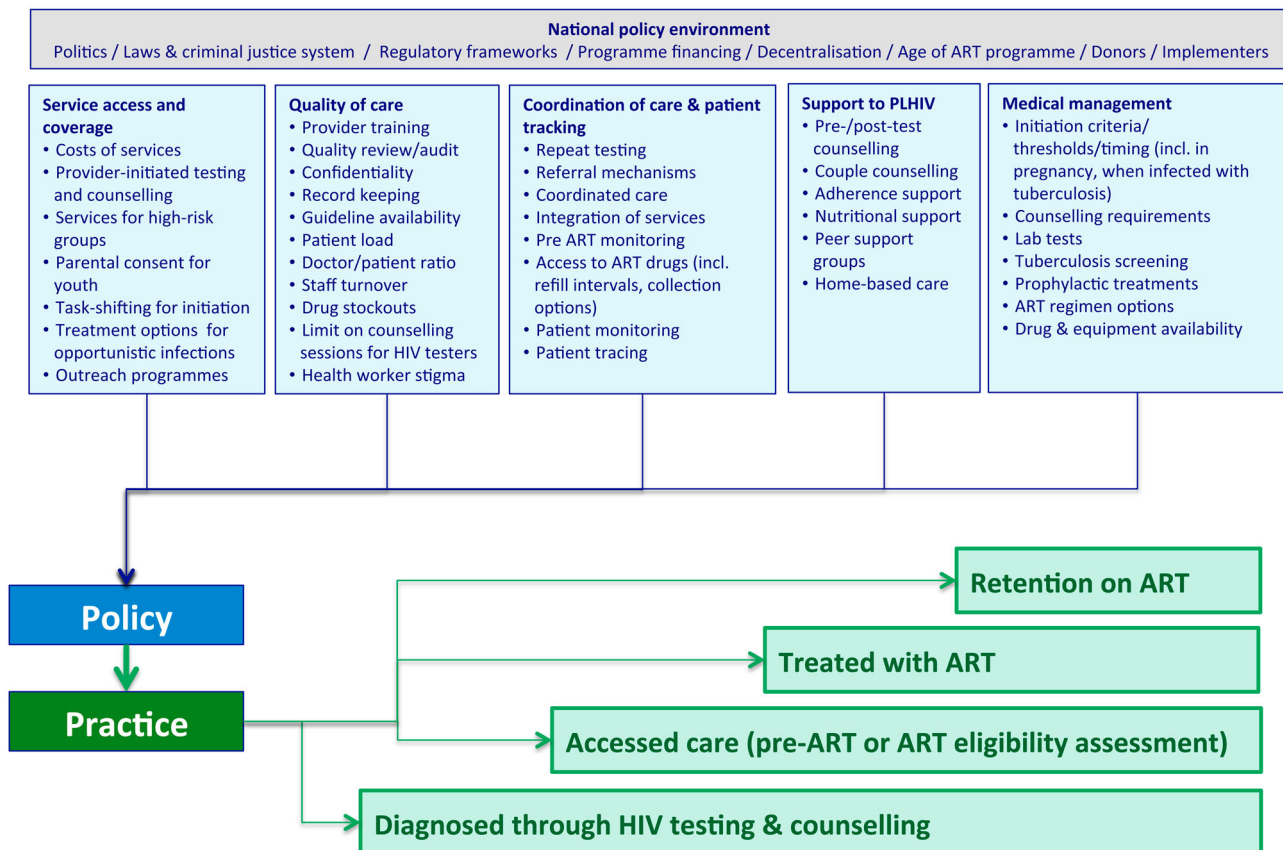 National policy environment
Politics / Laws & criminal justice system / Regulatory frameworks / Programme financing / Decentralisation / Age of ART programme / Donors / Implementers
Service access and
coverage
• Costs of services
• Provider-initiated testing
and counselling
• Services for high-risk
groups
• Parental consent for
youth
• Task-shifting for initiation
• Treatment options for
opportunistic infections
• Outreach programmes
Quality of care
• Provider training
• Quality review/audit
• Confidentiality
• Record keeping
• Guideline availability
• Patient load
• Doctor/patient ratio
• Staff turnover
• Drug stockouts
• Limit on counselling
sessions for HIV testers
• Health worker stigma
Coordination of care & patient
tracking
• Repeat testing
• Referral mechanisms
• Coordinated care
• Integration of services
• Pre ART monitoring
• Access to ART drugs (incl.
refill intervals, collection
options)
• Patient monitoring
• Patient tracing
Support to PLHIV
• Pre-/post-test
counselling
• Couple counselling
• Adherence support
• Nutritional support
• Peer support
groups
• Home-based care
Medical management
• Initiation criteria/
thresholds/timing (incl. in
pregnancy, when infected with
tuberculosis)
• Counselling requirements
• Lab tests
• Tuberculosis screening
• Prophylactic treatments
• ART regimen options
• Drug & equipment availability
Policy
Practice
Retention on ART
Treated with ART
Accessed care (pre-ART or ART eligibility assessment)
Diagnosed through HIV testing & counselling